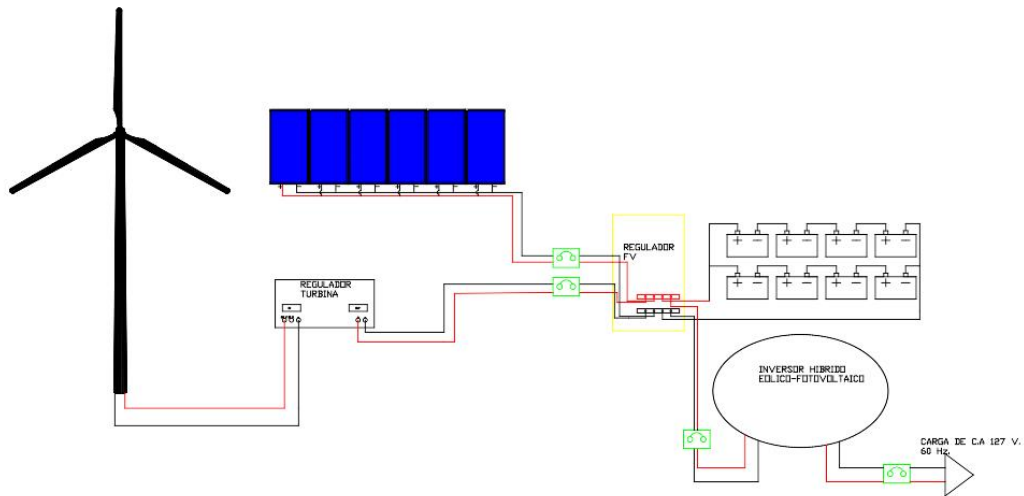 REGULADOR
FV
REGULADOR
TURBINA
INVERSOR HIBRIDO
EOLICO-FOTOVOLTAICO
CARGA DE C.A 127 V.
60 Hz.